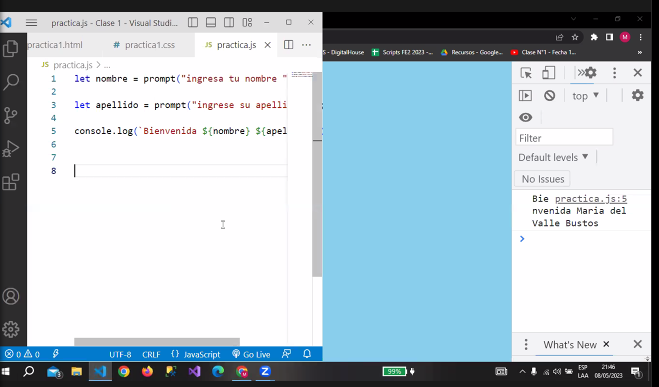 practica.js - Clase 1 - Visual Studi...
practica1.html
# practica1.css
JS practica.js
JS practica.js > ...
1 let nombre = prompt("ingresa tu nombre "
2
3 let apellido = prompt("ingrese su apelli
4
5 console.log(`Bienvenida ${nombre} ${apel
6
7
8
0 0
UTF-8
CRLF
{} JavaScript
Go Live
S - DigitalHouse
Scripts FE2 2023-...
Recursos - Google...
Clase N°1 - Fecha 1...
M
top
Filter
Default levels
No Issues
Bie practica.js:5
nvenida Maria del
Valle Bustos
What's New
99%
ESP
LAA
21:46
08/05/2023